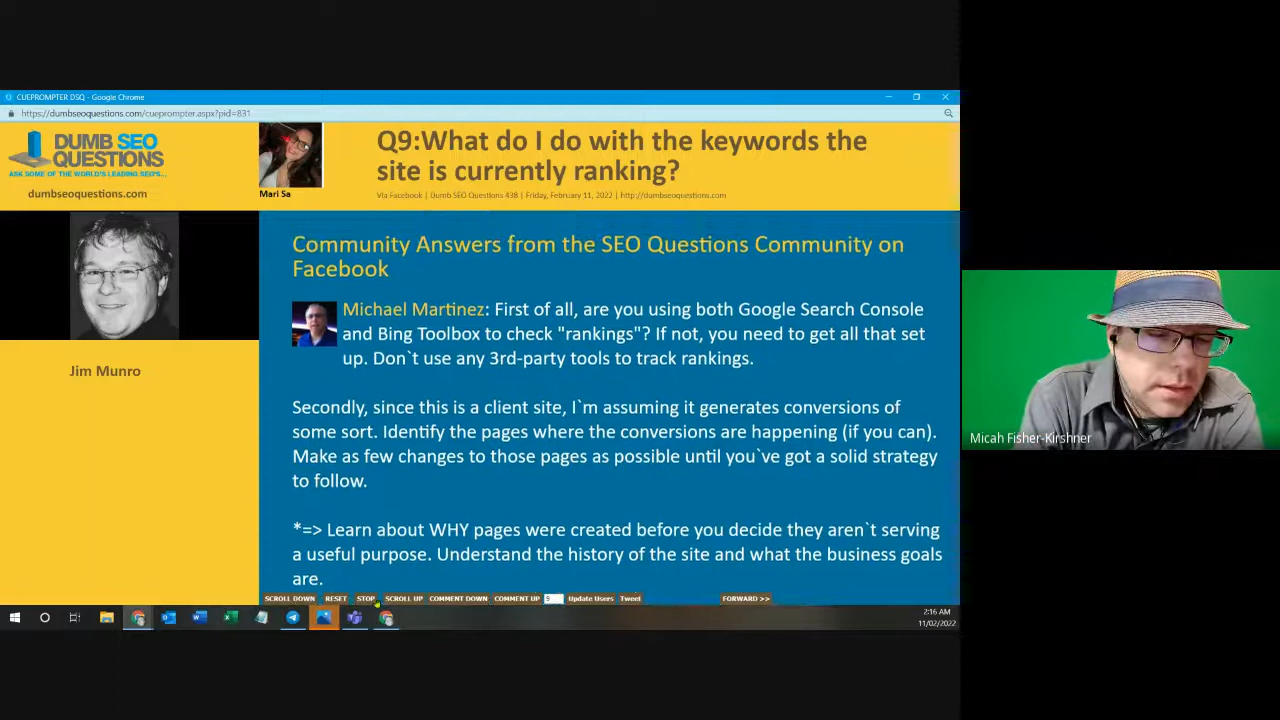 CUEPROMPTER DSQ - Google Chrome
https://dumbseoquestions.com/cueprompter.aspx?pid=831
DUMB SEO
QUESTIONS
ASK SOME OF THE WORLD'S LEADING SEO'S...
dumbseoquestions.com
Mari Sa
Q9:What do I do with the keywords the
site is currently ranking?
Via Facebook | Dumb SEO Questions 438 | Friday, February 11, 2022 | http://dumbseoquestions.com
Jim Munro
Community Answers from the SEO Questions Community on
Facebook
Michael Martinez: First of all, are you using both Google Search Console
and Bing Toolbox to check "rankings"? If not, you need to get all that set
up. Don`t use any 3rd-party tools to track rankings.
Secondly, since this is a client site, I`m assuming it generates conversions of
some sort. Identify the pages where the conversions are happening (if you can).
Make as few changes to those pages as possible until you`ve got a solid strategy
to follow.
*=> Learn about WHY pages were created before you decide they aren`t serving
a useful purpose. Understand the history of the site and what the business goals
are.
SCROLL DOWN RESET STOP SCROLL UP COMMENT DOWN COMMENT UP 9 Update Users Tweet FORWARD >>
2:16 AM
11/02/2022
Micah Fisher-Kirshner